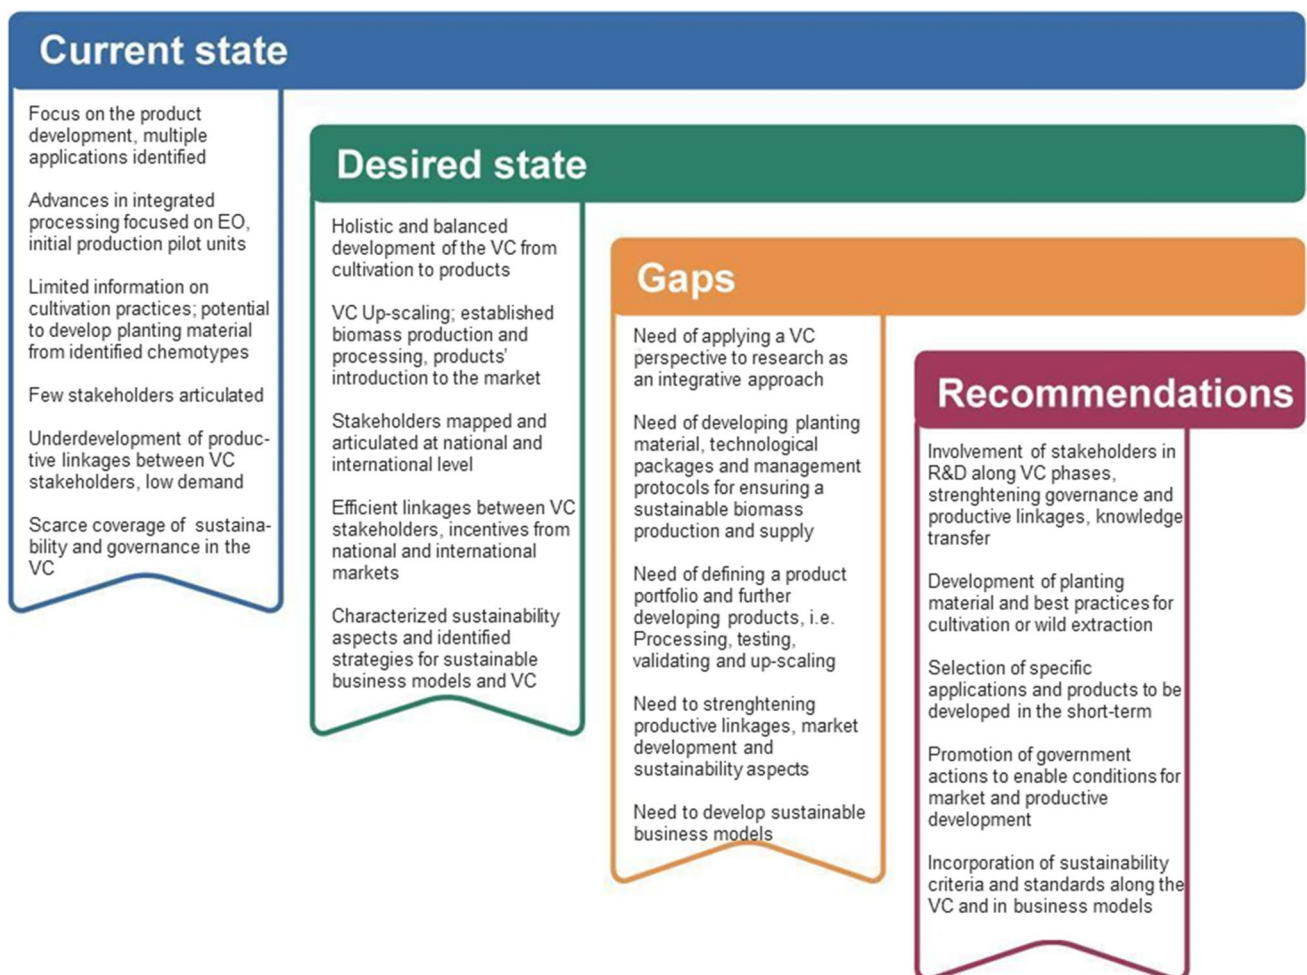 Current state
Focus on the product
development, multiple
applications identified
Advances in integrated
processing focused on EO,
initial production pilot units
Limited information on
cultivation practices; potential
to develop planting material
from identified chemotypes
Few stakeholders articulated
Underdevelopment of produc-
tive linkages between VC
stakeholders, low demand
Scarce coverage of sustaina-
bility and governance in the
VC
Desired state
Holistic and balanced
development of the VC from
cultivation to products
VC Up-scaling; established
biomass production and
processing, products'
introduction to the market
Stakeholders mapped and
articulated at national and
international level
Efficient linkages between VC
stakeholders, incentives from
national and international
markets
Characterized sustainability
aspects and identified
strategies for sustainable
business models and VC
Gaps
Need of applying a VC
perspective to research as
an integrative approach
Need of developing planting
material, technological
packages and management
protocols for ensuring a
sustainable biomass
production and supply
Need of defining a product
portfolio and further
developing products, i.e.
Processing, testing,
validating and up-scaling
Need to strenghtening
productive linkages, market
development and
sustainability aspects
Need to develop sustainable
business models
Recommendations
Involvement of stakeholders in
R&D along VC phases,
strenghtening governance and
productive linkages, knowledge
transfer
Development of planting
material and best practices for
cultivation or wild extraction
Selection of specific
applications and products to be
developed in the short-term
Promotion of government
actions to enable conditions for
market and productive
development
Incorporation of sustainability
criteria and standards along the
VC and in business models